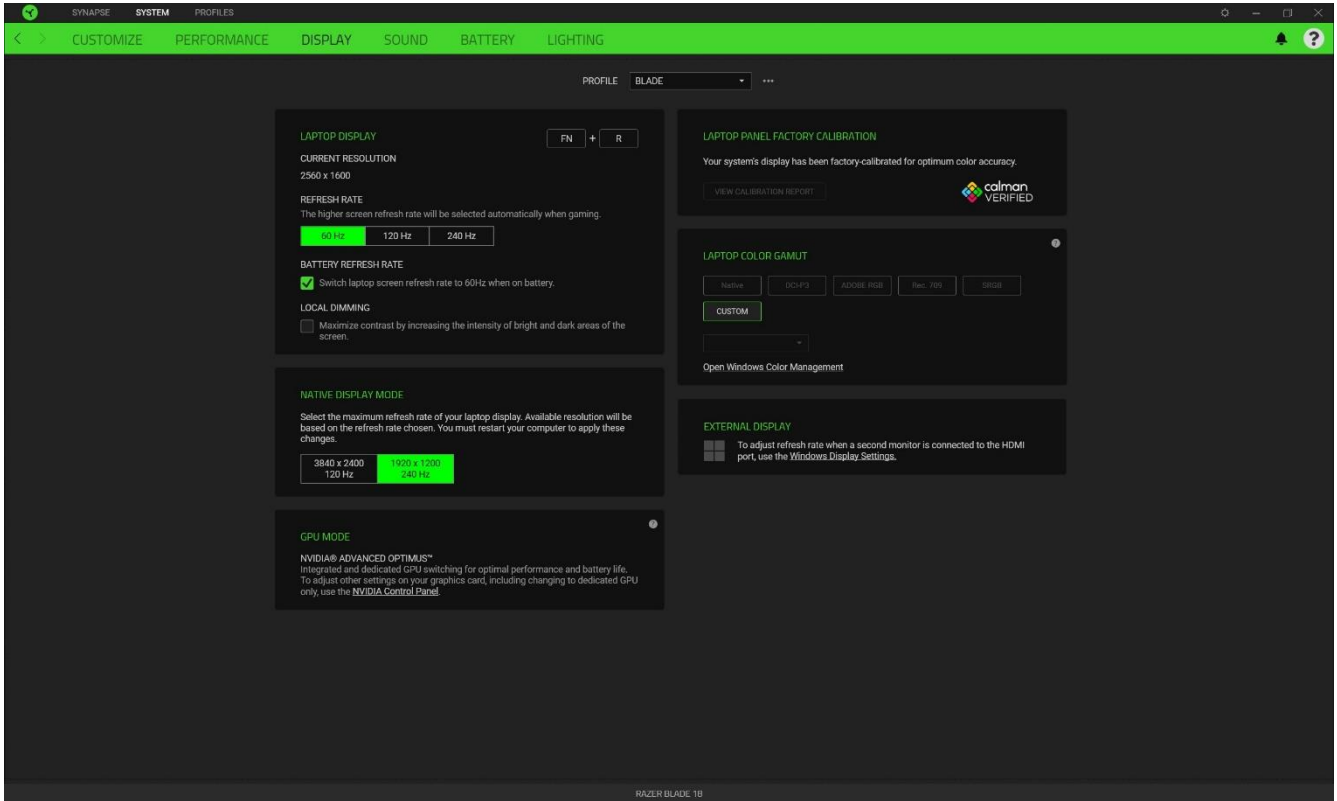 SYNAPSE SYSTEM PROFILES
CUSTOMIZE PERFORMANCE DISPLAY SOUND BATTERY LIGHTING
?
PROFILE BLADE
LAPTOP DISPLAY
FN + R
CURRENT RESOLUTION
2560 x 1600
REFRESH RATE
The higher screen refresh rate will be selected automatically when gaming.
60 Hz 120 Hz 240 Hz
BATTERY REFRESH RATE
Switch laptop screen refresh rate to 60Hz when on battery.
LOCAL DIMMING
Maximize contrast by increasing the intensity of bright and dark areas of the
screen.
NATIVE DISPLAY MODE
Select the maximum refresh rate of your laptop display. Available resolution will be
based on the refresh rate chosen. You must restart your computer to apply these
changes.
3840 x 2400 1920 x 1200
120 Hz 240 Hz
?
GPU MODE
NVIDIA® ADVANCED OPTIMUS™
Integrated and dedicated GPU switching for optimal performance and battery life.
To adjust other settings on your graphics card, including changing to dedicated GPU
only, use the NVIDIA Control Panel.
LAPTOP PANEL FACTORY CALIBRATION
Your system's display has been factory-calibrated for optimum color accuracy.
VIEW CALIBRATION REPORT
calman
VERIFIED
?
LAPTOP COLOR GAMUT
Native DCI-P3 ADOBE RGB Rec. 709 SRGB
CUSTOM
Open Windows Color Management
EXTERNAL DISPLAY
To adjust refresh rate when a second monitor is connected to the HDMI
port, use the Windows Display Settings.
RAZER BLADE 18